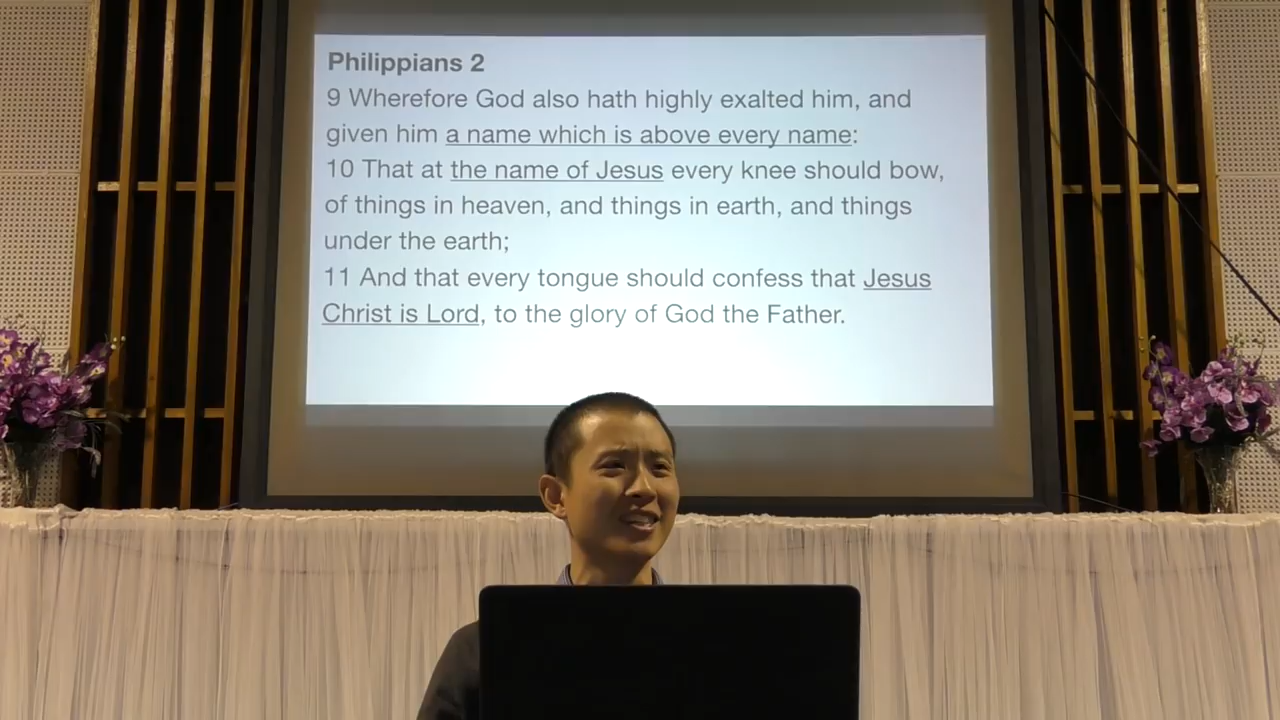 Philippians 2
9 Wherefore God also hath highly exalted him, and
given him a name which is above every name:
10 That at the name of Jesus every knee should bow,
of things in heaven, and things in earth, and things
under the earth;
11 And that every tongue should confess that Jesus
Christ is Lord, to the glory of God the Father.